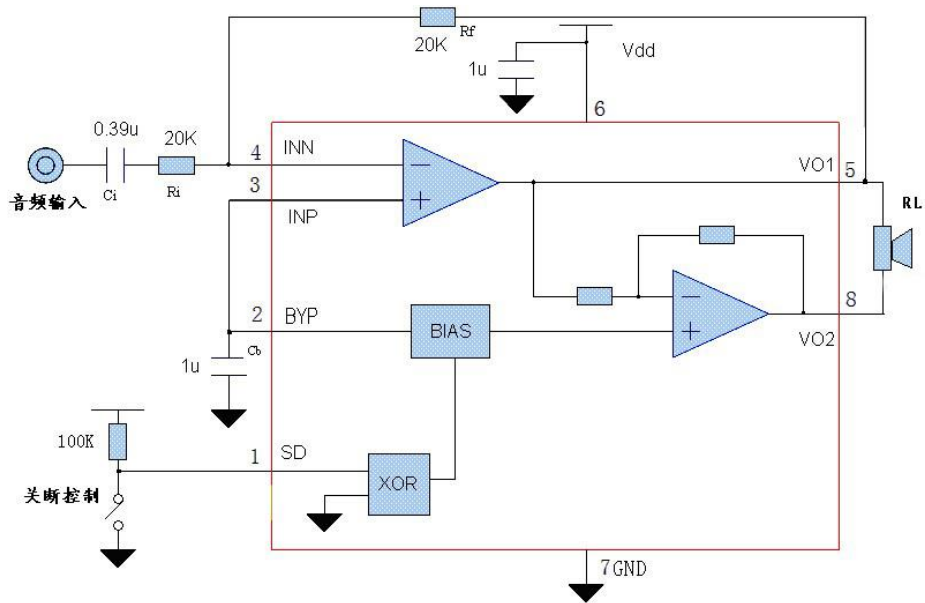 20K
Rf
1u
Vdd
6
0.39u
20K
Ci
Ri
音频输入
4
INN
3
INP
VO1
5
RL
2
BYP
BIAS
Cb
1u
8
VO2
100K
1
SD
XOR
关断控制
7GND